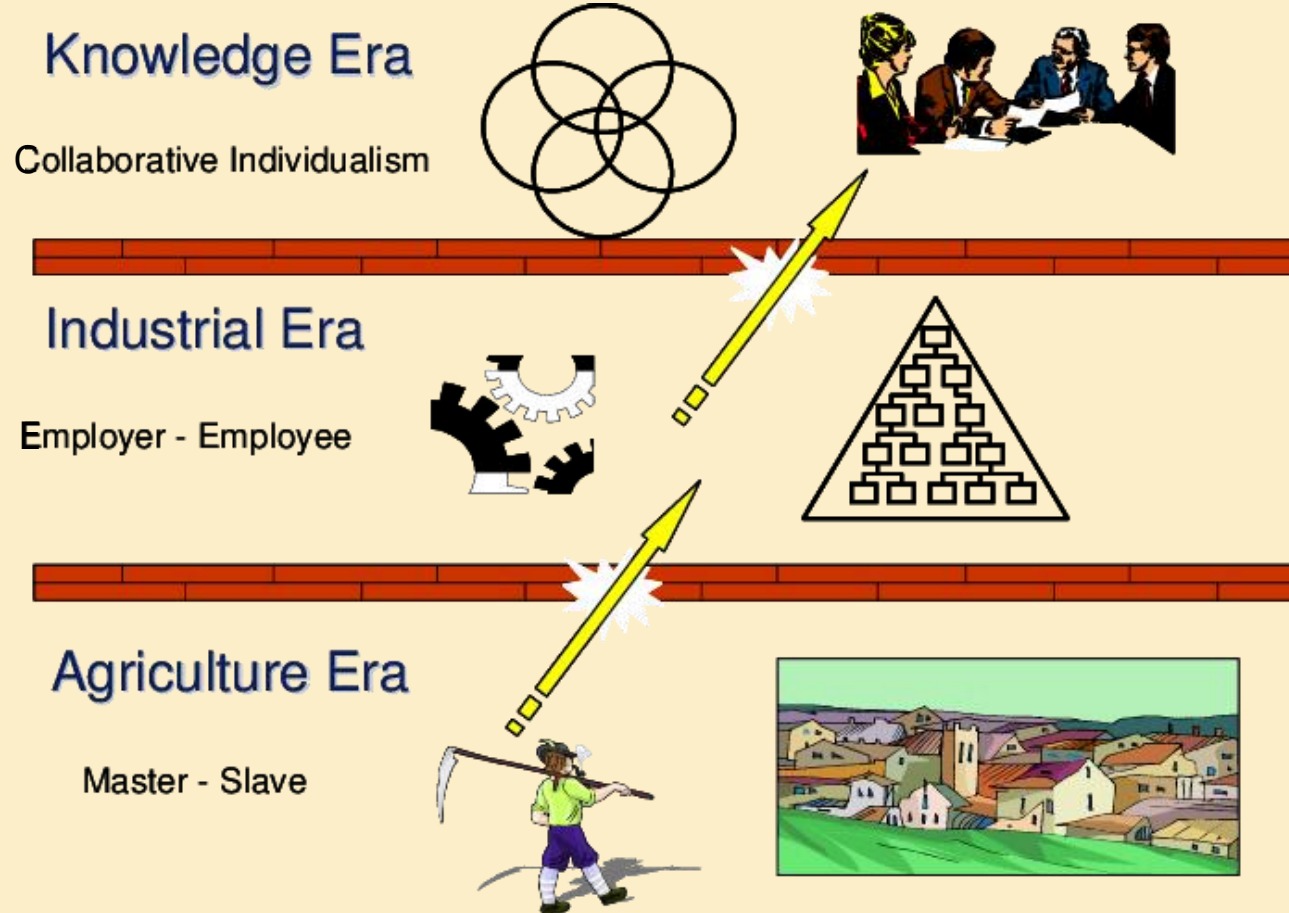 Knowledge Era
Collaborative Individualism
Industrial Era
Employer - Employee
Agriculture Era
Master - Slave